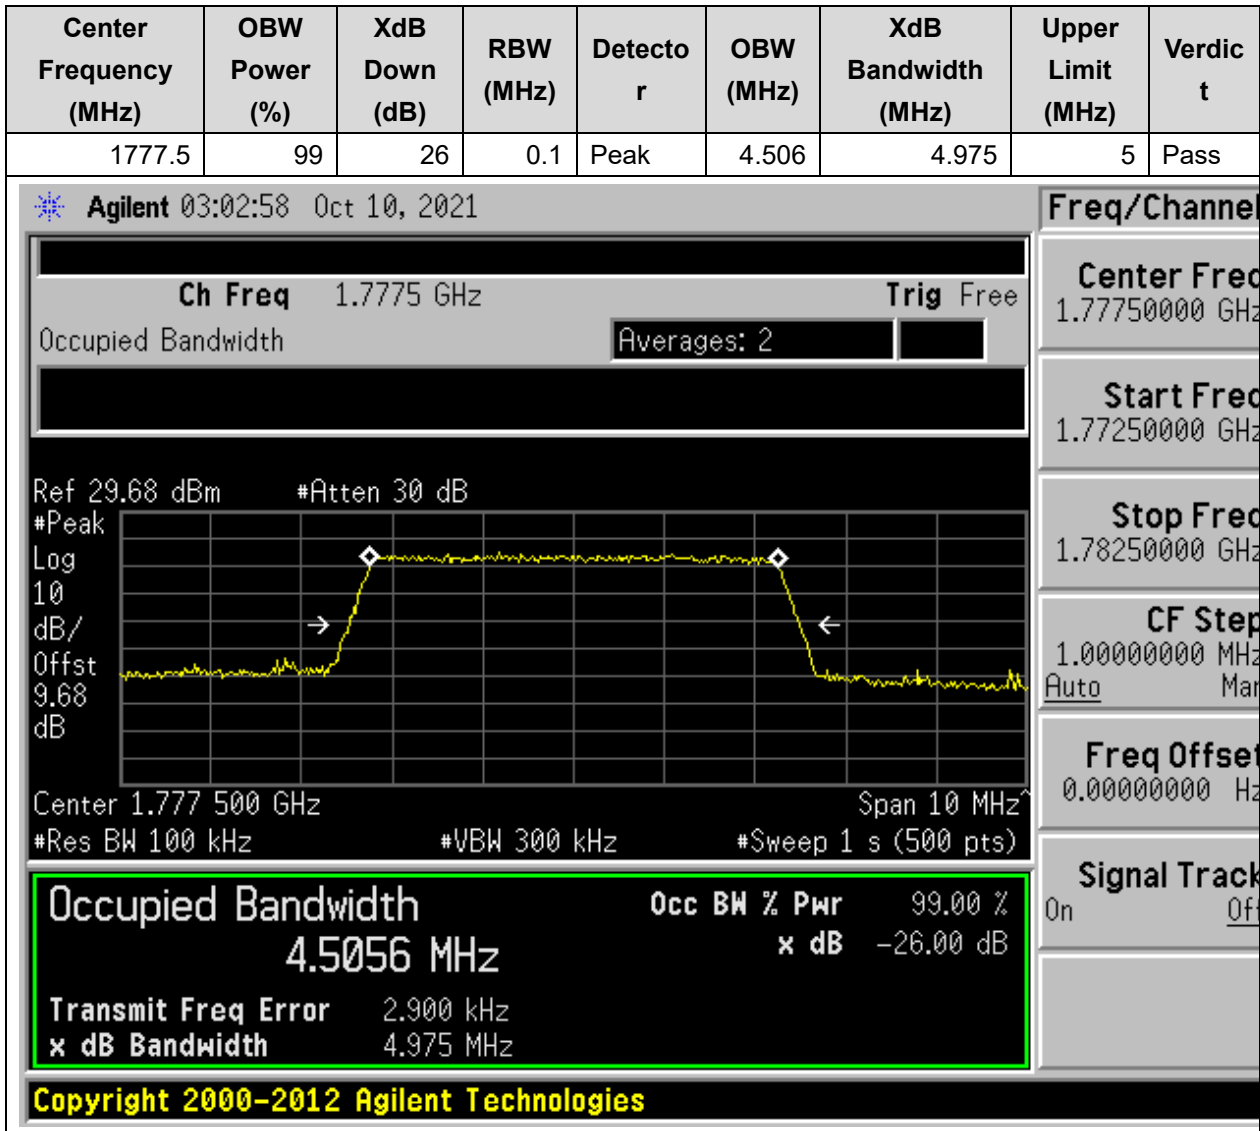 Center Frequency (MHz) OBW Power (%) XdB Down (dB) RBW (MHz) Detector OBW (MHz) XdB Bandwidth (MHz) Upper Limit (MHz) Verdict
1777.5 99 26 0.1 Peak 4.506 4.975 5 Pass
Agilent 03:02:58 Oct 10, 2021
Freq/Channel
Ch Freq 1.7775 GHz Trig Free
Occupied Bandwidth Averages: 2
Center Freq
1.77750000 GHz
Start Freq
1.77250000 GHz
Ref 29.68 dBm #Atten 30 dB
#Peak
Log
10
dB/
Offst
9.68
dB
Stop Freq
1.78250000 GHz
CF Step
1.00000000 MHz
Auto Man
Freq Offset
0.00000000 Hz
Center 1.777 500 GHz Span 10 MHz^
#Res BW 100 kHz #VBW 300 kHz #Sweep 1 s (500 pts)
Signal Track
On Off
Occupied Bandwidth Occ BW % Pwr 99.00 %
4.5056 MHz x dB -26.00 dB
Transmit Freq Error 2.900 kHz
x dB Bandwidth 4.975 MHz
Copyright 2000-2012 Agilent Technologies